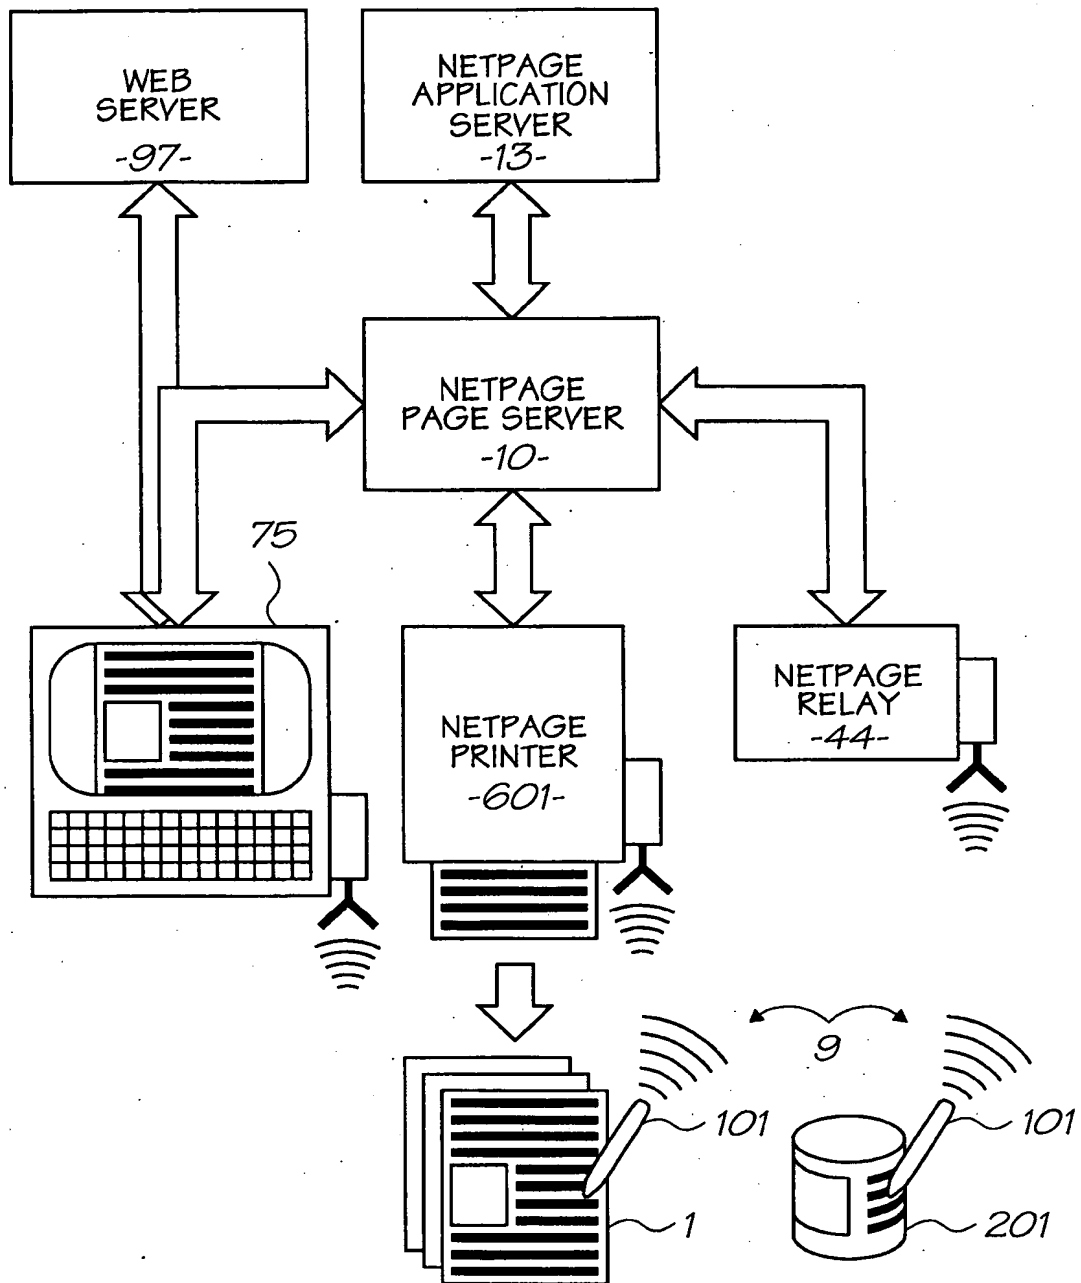 WEB
SERVER
-97-
NETPAGE
APPLICATION
SERVER
-13-
NETPAGE
PAGE SERVER
-10-
75
NETPAGE
PRINTER
-601-
NETPAGE
RELAY
-44-
9
101
101
1
201